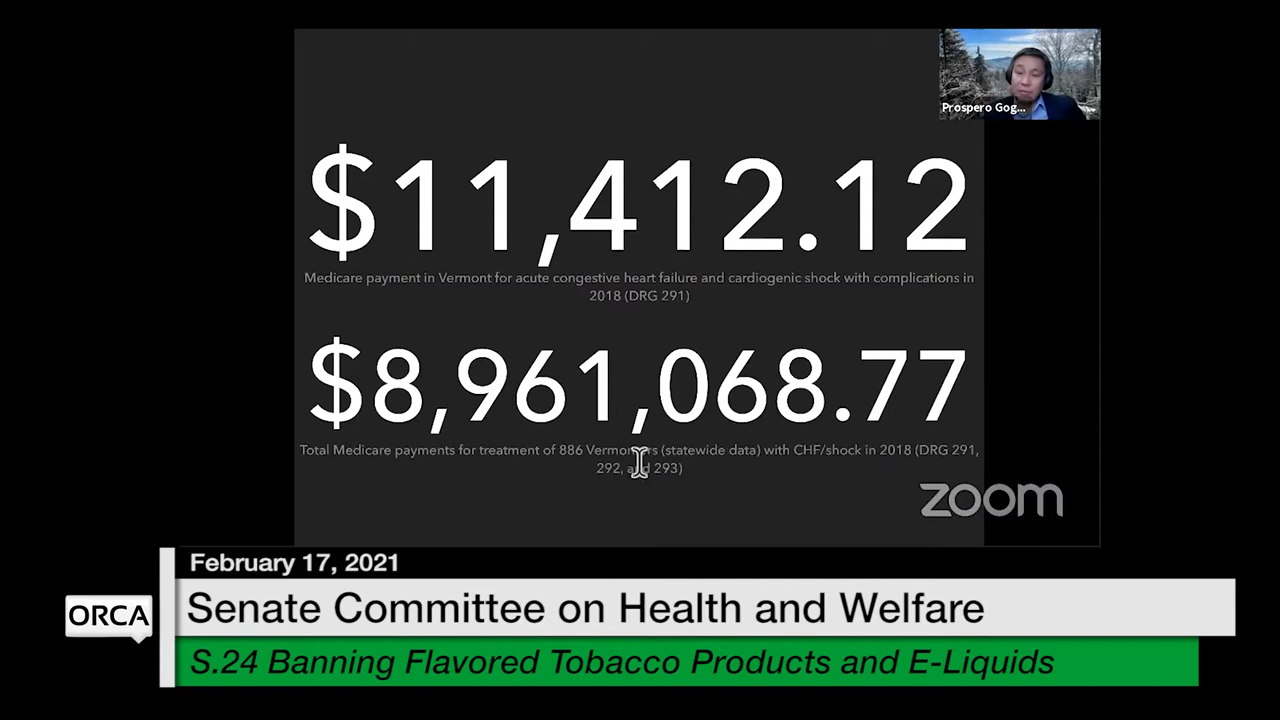 Prospero Gog...
$11,412.12
Medicare payment in Vermont for acute congestive heart failure and cardiogenic shock with complications in
2018 (DRG 291)
$8,961,068.77
Total Medicare payments for treatment of 886 Vermonters (statewide data) with CHF/shock in 2018 (DRG 291,
292, and 293)
zoom
February 17, 2021
ORCA
Senate Committee on Health and Welfare
S.24 Banning Flavored Tobacco Products and E-Liquids